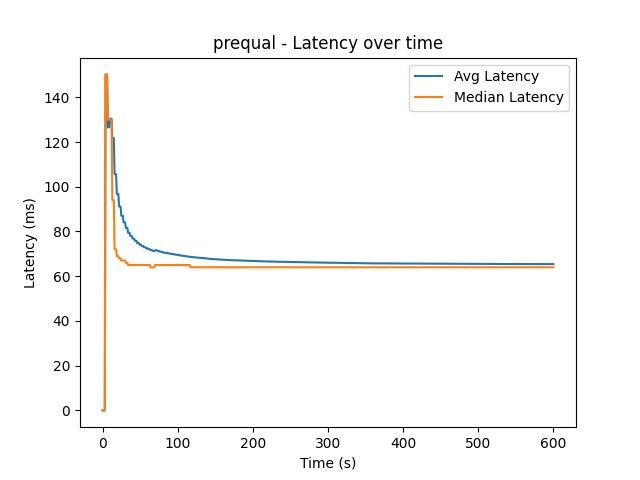 prequal - Latency over time
Avg Latency
Median Latency
140
120
100
80
60
40
20
0
Latency (ms)
0 100 200 300 400 500 600
Time (s)